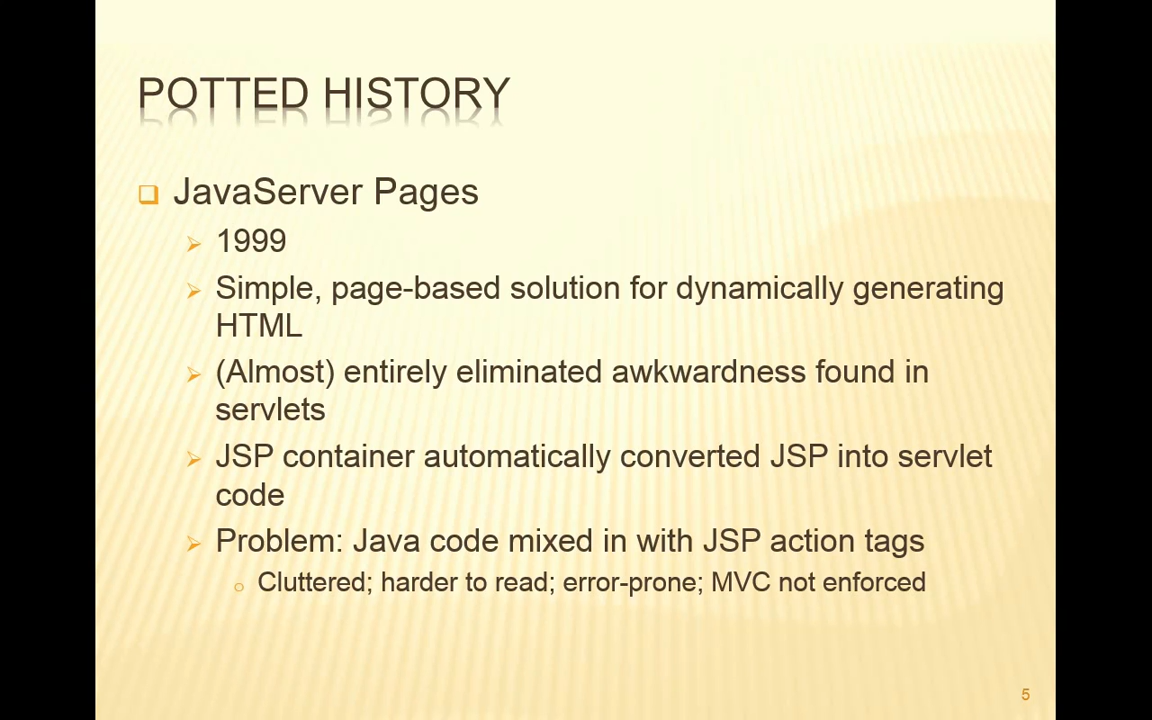 POTTED HISTORY
JavaServer Pages
1999
Simple, page-based solution for dynamically generating
HTML
(Almost) entirely eliminated awkwardness found in
servlets
JSP container automatically converted JSP into servlet
code
Problem: Java code mixed in with JSP action tags
Cluttered; harder to read; error-prone; MVC not enforced
5